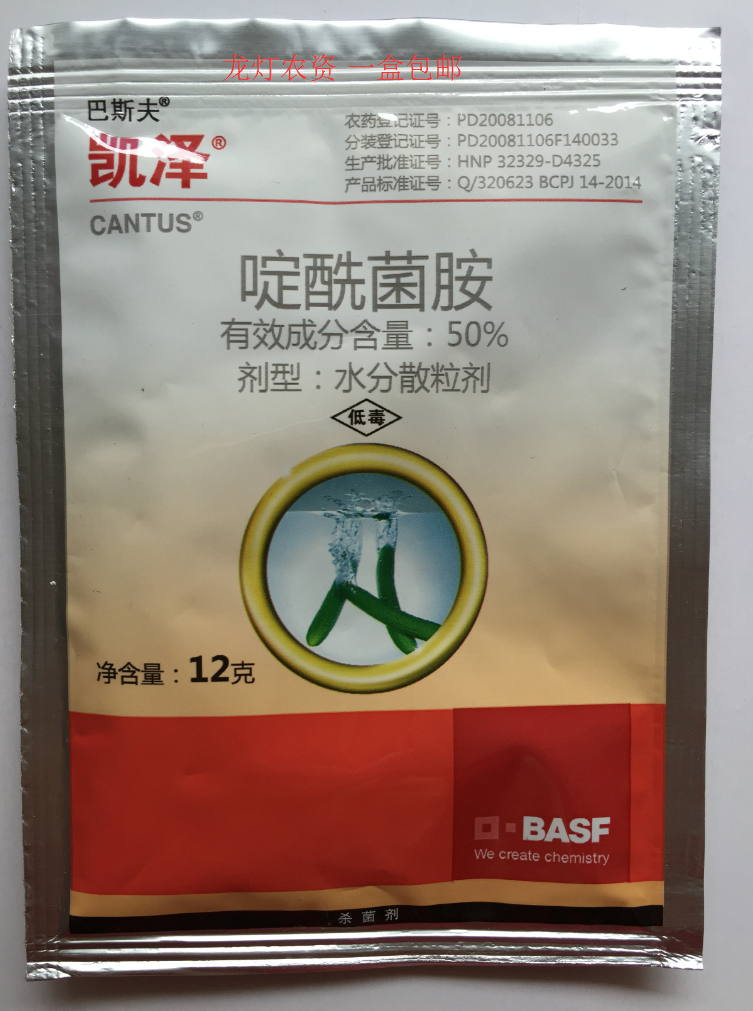 龙灯农资 一盒包邮
巴斯夫®
凯泽®
CANTUS®
农药登记证号：PD20081106
分装登记证号：PD20081106F140033
生产批准证号：HNP 32329-D4325
产品标准证号：Q/320623 BCPJ 14-2014
啶酰菌胺
有效成分含量：50%
剂型：水分散粒剂
低毒
净含量：12克
BASF
We create chemistry
杀菌剂